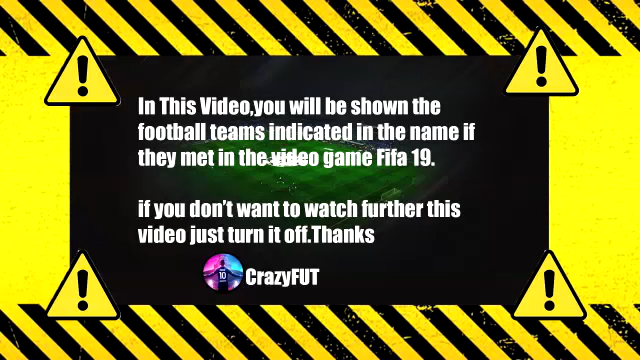 In This Video,you will be shown the
football teams indicated in the name if
they met in the video game Fifa 19.
if you don't want to watch further this
video just turn it off.Thanks
10
CrazyFUT